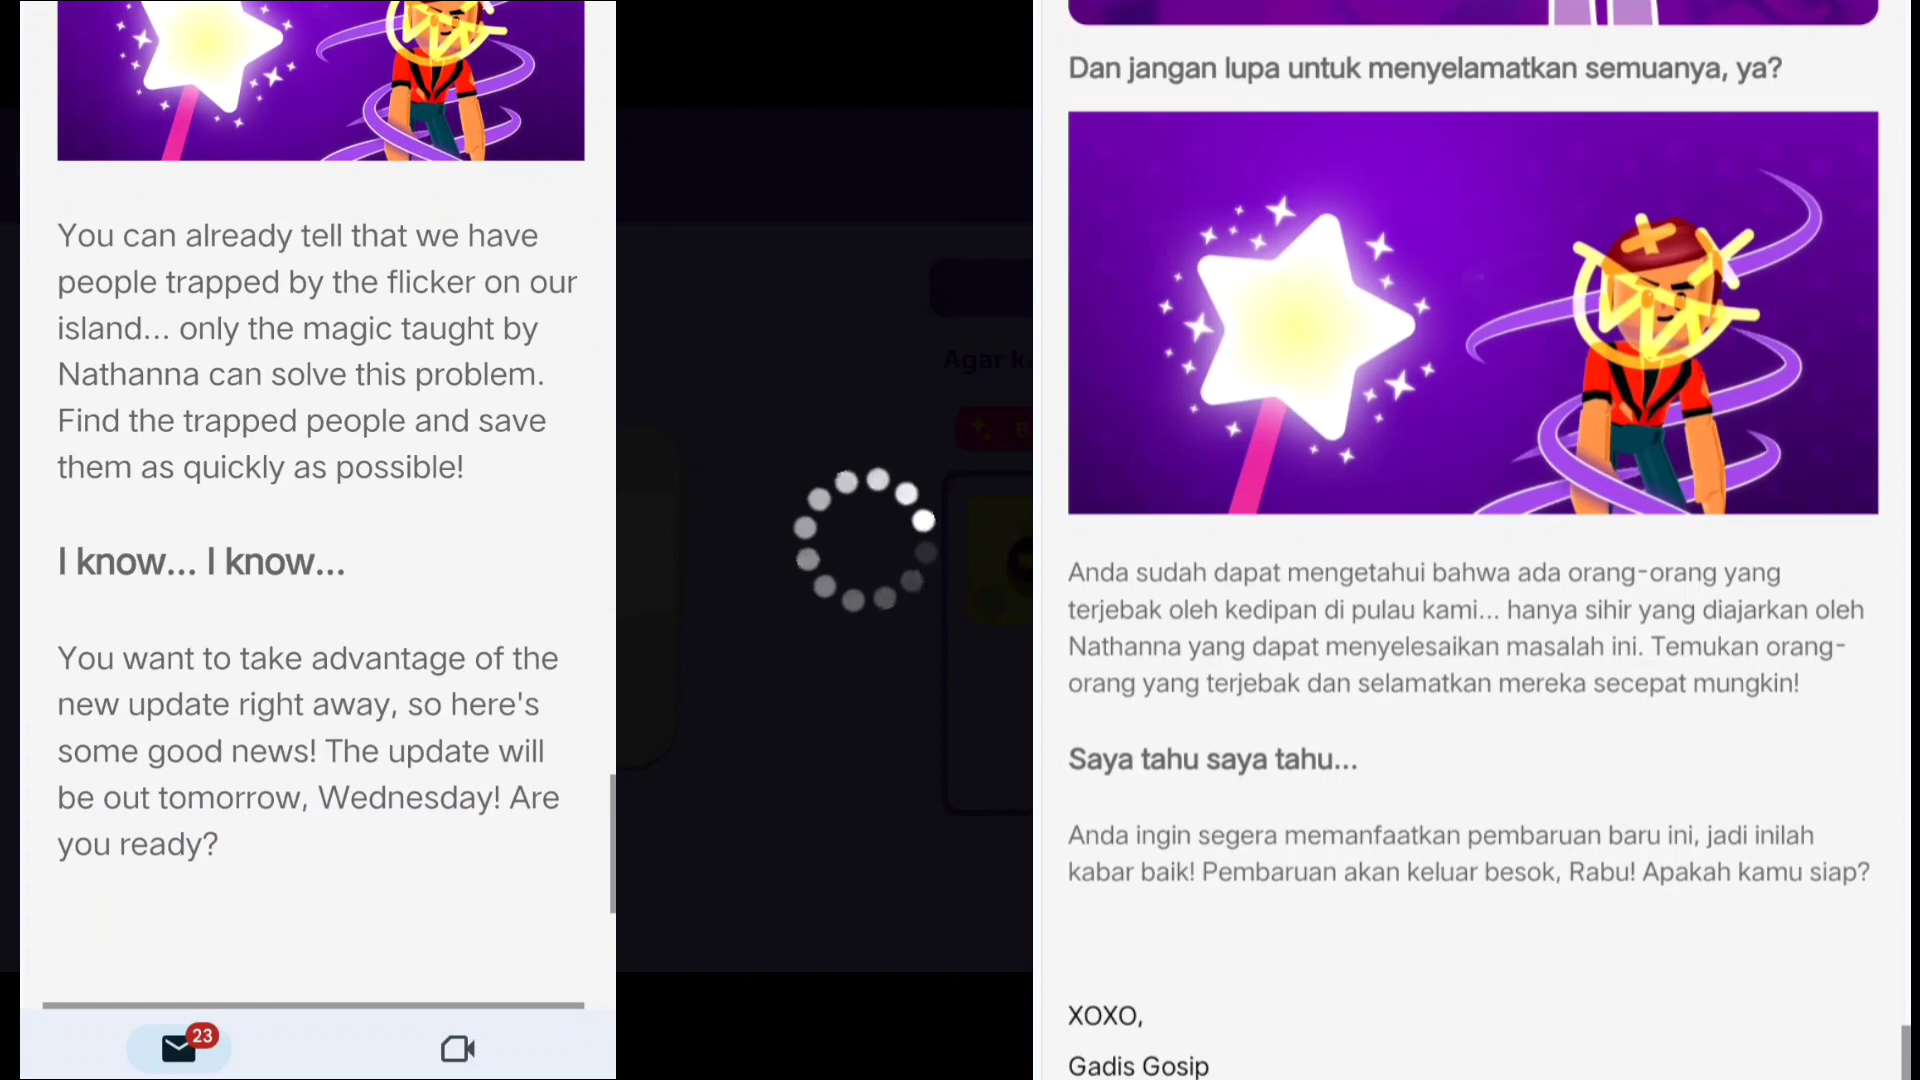 You can already tell that we have
people trapped by the flicker on our
island... only the magic taught by
Nathanna can solve this problem.
Find the trapped people and save
them as quickly as possible!
I know... I know...
You want to take advantage of the
new update right away, so here's
some good news! The update will
be out tomorrow, Wednesday! Are
you ready?
23
Agar
Dan jangan lupa untuk menyelamatkan semuanya, ya?
Anda sudah dapat mengetahui bahwa ada orang-orang yang
terjebak oleh kedipan di pulau kami... hanya sihir yang diajarkan oleh
Nathanna yang dapat menyelesaikan masalah ini. Temukan orang-
orang yang terjebak dan selamatkan mereka secepat mungkin!
Saya tahu saya tahu...
Anda ingin segera memanfaatkan pembaruan baru ini, jadi inilah
kabar baik! Pembaruan akan keluar besok, Rabu! Apakah kamu siap?
XOXO,
Gadis Gosip